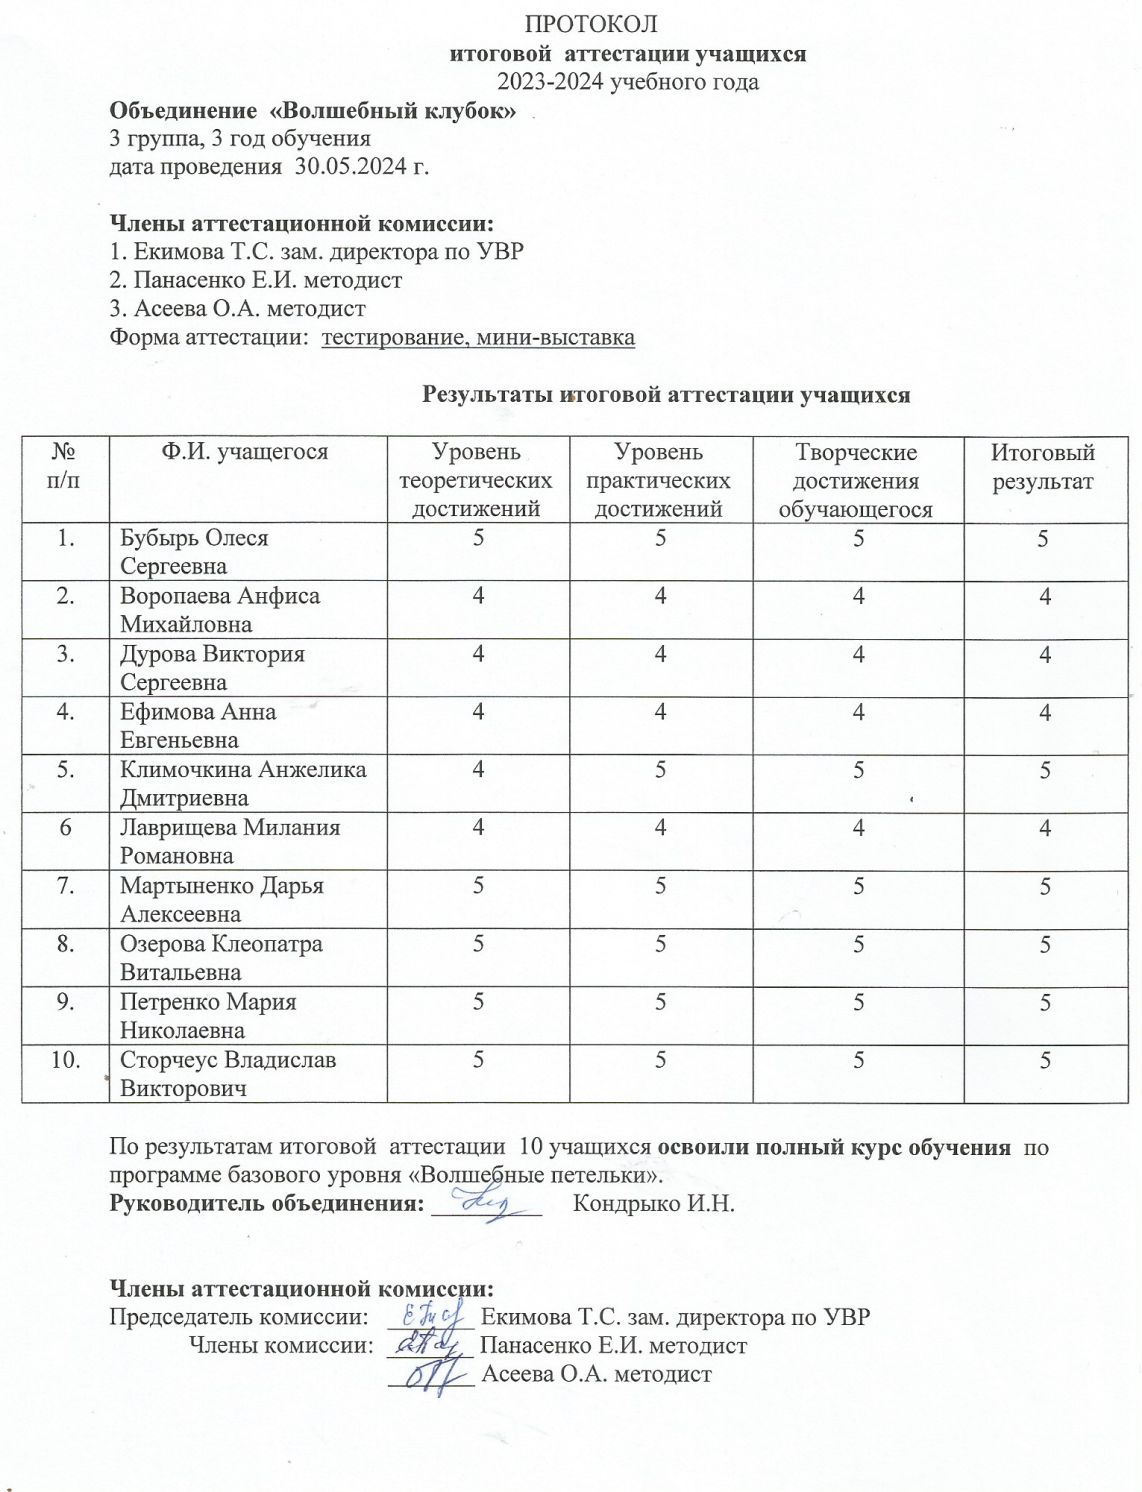 ПРОТОКОЛ
итоговой  аттестации учащихся
2023-2024 учебного года
Объединение  «Волшебный клубок»
3 группа, 3 год обучения
дата проведения  30.05.2024 г.
Члены аттестационной комиссии:
1. Екимова Т.С. зам. директора по УВР
2. Панасенко Е.И. методист
3. Асеева О.А. методист
Форма аттестации:  тестирование, мини-выставка
Результаты итоговой аттестации учащихся
№ Ф.И. учащегося Уровень Уровень Творческие Итоговый
п/п теоретических практических достижения результат
достижений достижений обучающегося
1. Бубырь Олеся 5 5 5 5
Сергеевна
2. Воропаева Анфиса 4 4 4 4
Михайловна
3. Дурова Виктория 4 4 4 4
Сергеевна
4. Ефимова Анна 4 4 4 4
Евгеньевна
5. Климочкина Анжелика 4 5 5 5
Дмитриевна
6 Лаврищева Милания 4 4 4 4
Романовна
7. Мартыненко Дарья 5 5 5 5
Алексеевна
8. Озерова Клеопатра 5 5 5 5
Витальевна
9. Петренко Мария 5 5 5 5
Николаевна
10. Сторчеус Владислав 5 5 5 5
Викторович
По результатам итоговой  аттестации  10 учащихся освоили полный курс обучения  по
программе базового уровня «Волшебные петельки».
Руководитель объединения: _________ Кондрыко И.Н.
Члены аттестационной комиссии:
Председатель комиссии: _______ Екимова Т.С. зам. директора по УВР
Члены комиссии: _______ Панасенко Е.И. методист
_______ Асеева О.А. методист